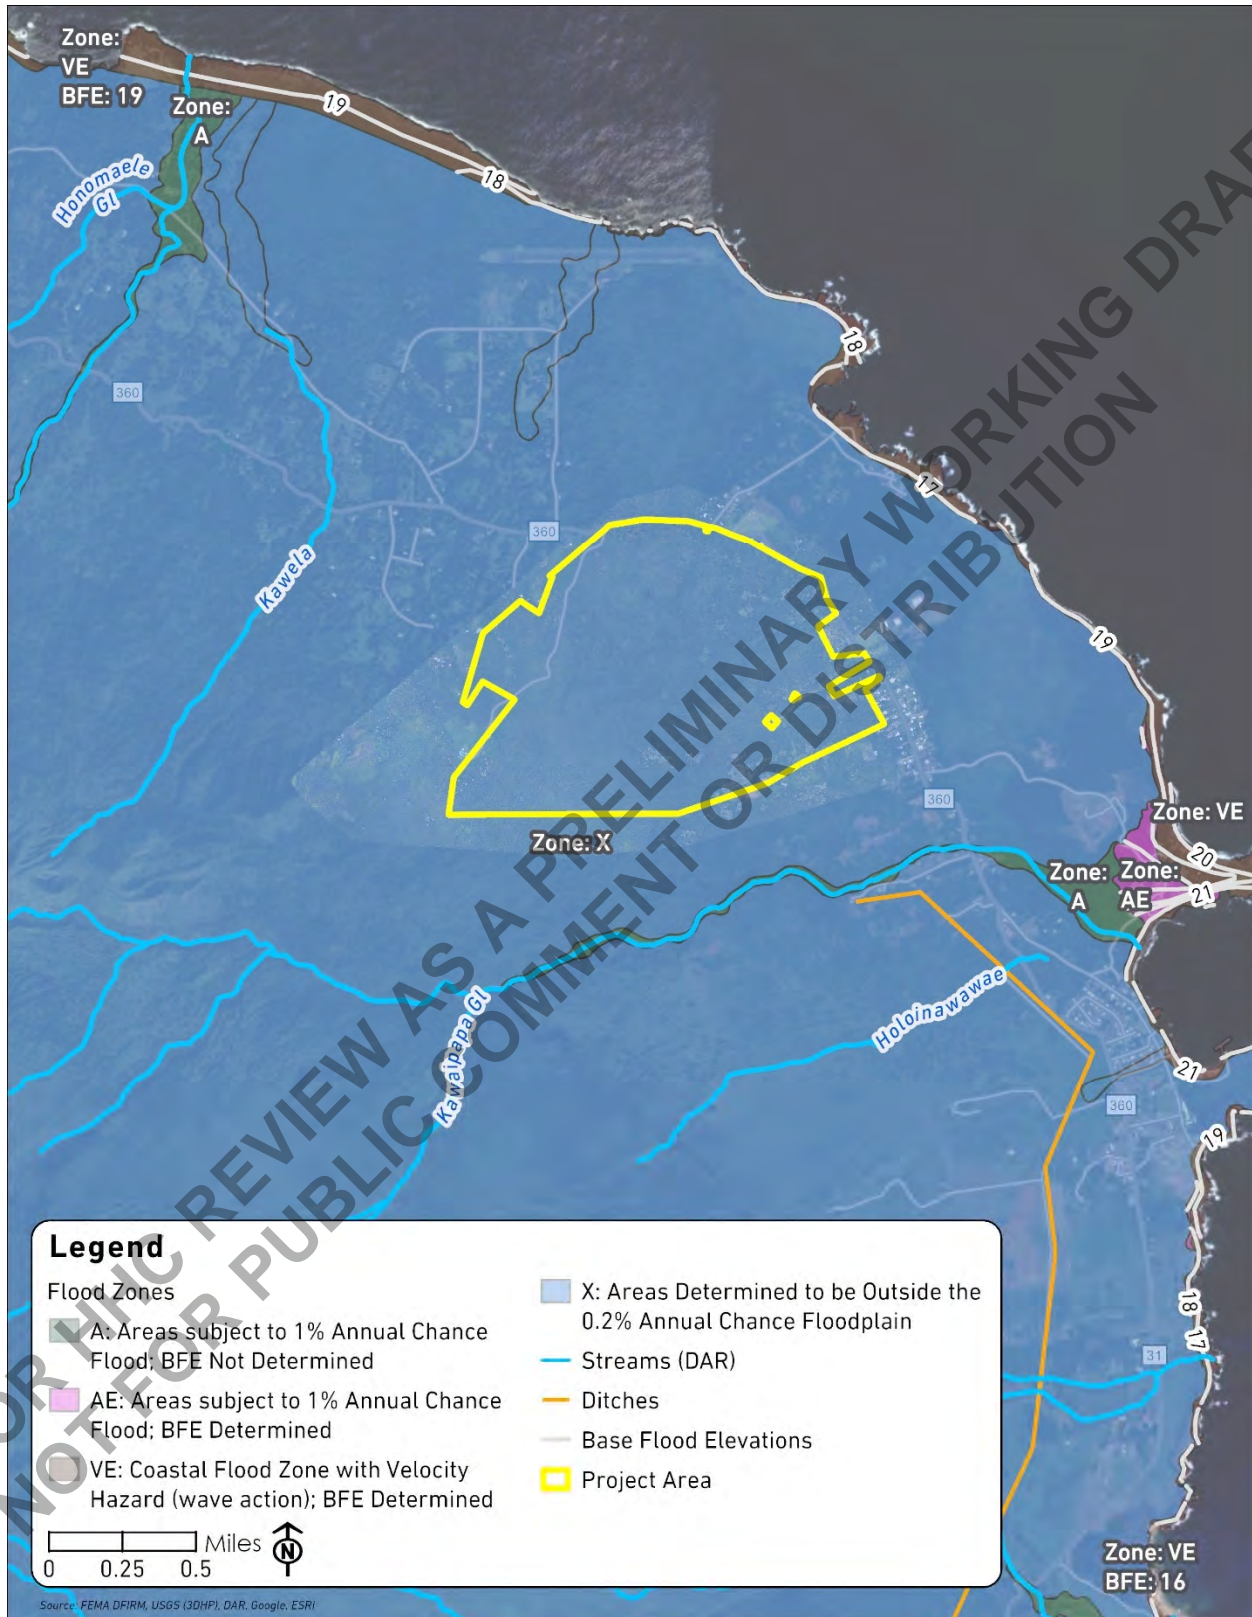 Zone:
VE
BFE: 19
Zone:
A
19
18
Honomaele
Gl
18
360
17
360
Kawela
19
360
Zone: X
Zone: VE
20
Zone:
A
Zone:
AE
21
Kawaipapa Gl
Holoinawawae
21
360
19
18
17
31
Zone: VE
BFE: 16
FOR HHC REVIEW AS A PRELIMINARY WORKING DRAF
NOT FOR PUBLIC COMMENT OR DISTRIBUTION
Legend
Flood Zones
A: Areas subject to 1% Annual Chance
Flood; BFE Not Determined
AE: Areas subject to 1% Annual Chance
Flood; BFE Determined
VE: Coastal Flood Zone with Velocity
Hazard (wave action); BFE Determined
X: Areas Determined to be Outside the
0.2% Annual Chance Floodplain
Streams (DAR)
Ditches
Base Flood Elevations
Project Area
Miles
0 0.25 0.5
N
Source: FEMA DFIRM, USGS (3DHP), DAR, Google, ESRI